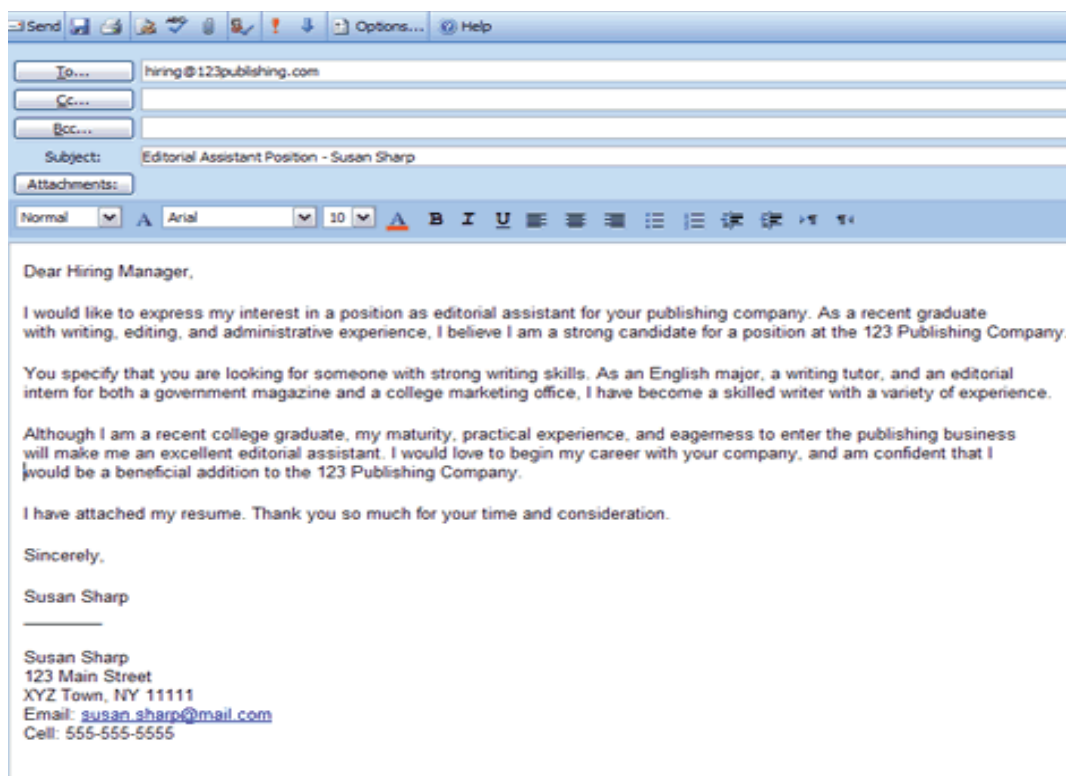 Send Options... Help
To... hiring@123publishing.com
Cc...
Bcc...
Subject: Editorial Assistant Position - Susan Sharp
Attachments:
Normal A Arial 10 A B I U
Dear Hiring Manager,
I would like to express my interest in a position as editorial assistant for your publishing company. As a recent graduate
with writing, editing, and administrative experience, I believe I am a strong candidate for a position at the 123 Publishing Company.
You specify that you are looking for someone with strong writing skills. As an English major, a writing tutor, and an editorial
intern for both a government magazine and a college marketing office, I have become a skilled writer with a variety of experience.
Although I am a recent college graduate, my maturity, practical experience, and eagerness to enter the publishing business
will make me an excellent editorial assistant. I would love to begin my career with your company, and am confident that I
would be a beneficial addition to the 123 Publishing Company.
I have attached my resume. Thank you so much for your time and consideration.
Sincerely,
Susan Sharp
Susan Sharp
123 Main Street
XYZ Town, NY 11111
Email: susan.sharp@mail.com
Cell: 555-555-5555